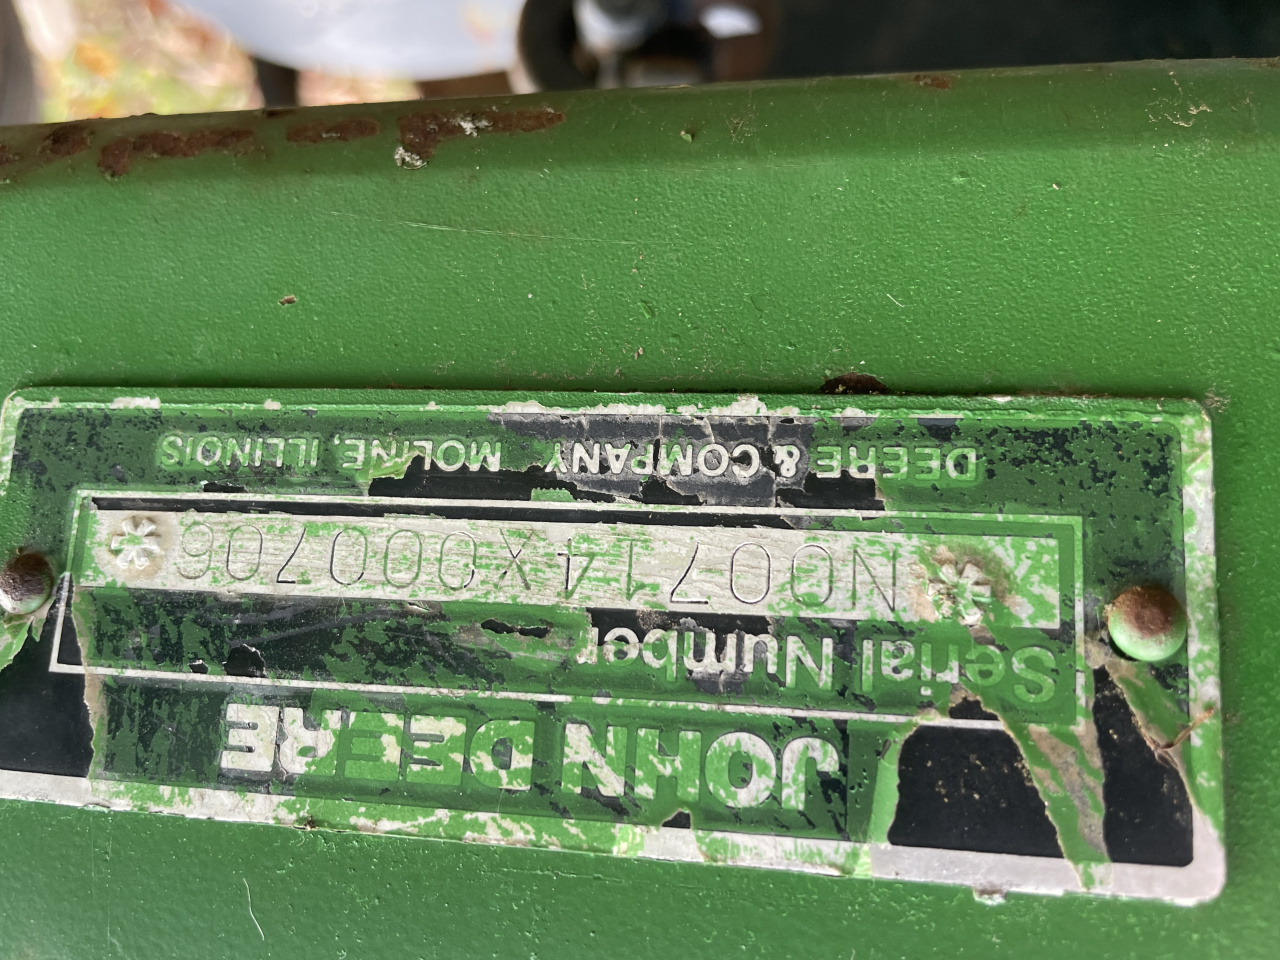 JOHN DEERE
Serial Number
*N00714X000706*
DEERE & COMPANY MOLINE, ILLINOIS